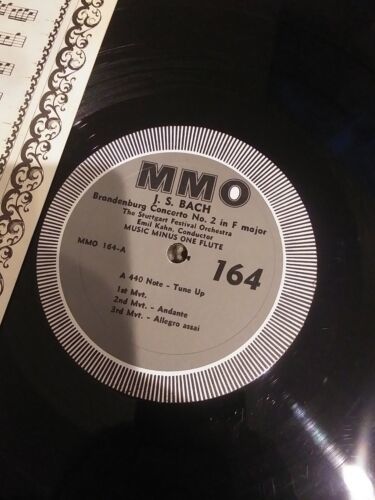 MMO
J. S. BACH
Brandenburg Concerto No. 2 in F major
The Stuttgart Festival Orchestra
Emil Kahn, Conductor
MUSIC MINUS ONE FLUTE
MMO 164-A
164
A 440 Note - Tune Up
1st Mvt.
2nd Mvt. - Andante
3rd Mvt. - Allegro assai